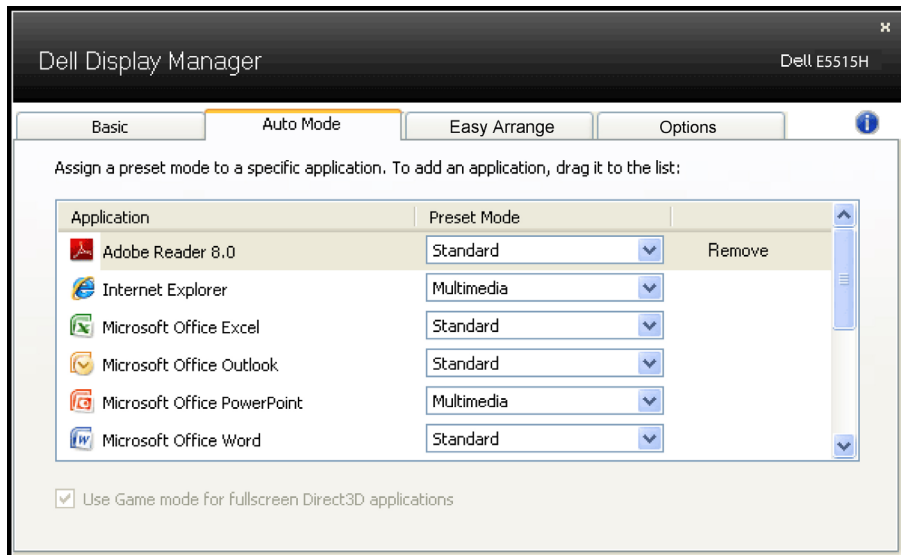 Dell Display Manager
Dell E5515H
Basic
Auto Mode
Easy Arrange
Options
Assign a preset mode to a specific application. To add an application, drag it to the list:
Application Preset Mode
Adobe Reader 8.0 Standard Remove
Internet Explorer Multimedia
Microsoft Office Excel Standard
Microsoft Office Outlook Standard
Microsoft Office PowerPoint Multimedia
Microsoft Office Word Standard
Use Game mode for fullscreen Direct3D applications